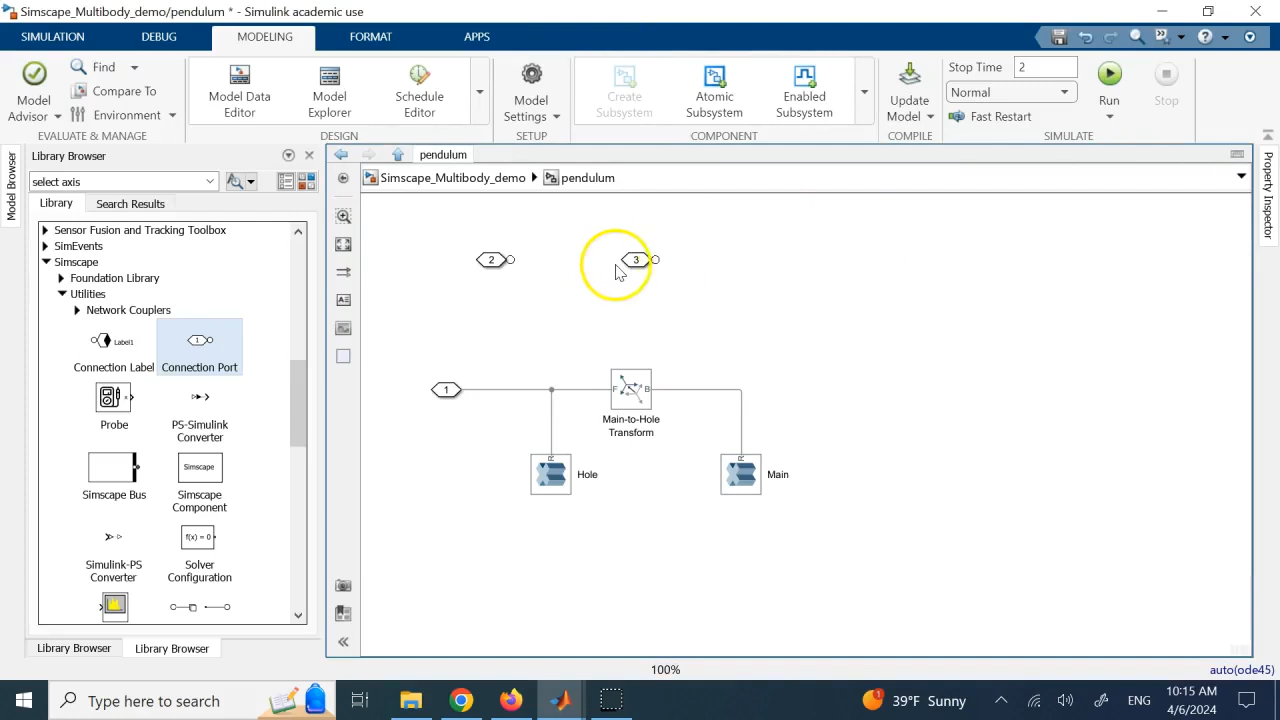 Simscape_Multibody_demo/pendulum * - Simulink academic use
SIMULATION
DEBUG
MODELING
FORMAT
APPS
Model
Advisor
Find
Compare To
Environment
EVALUATE & MANAGE
Model Data
Editor
Model
Explorer
Schedule
Editor
DESIGN
Model
Settings
SETUP
Create
Subsystem
Atomic
Subsystem
Enabled
Subsystem
COMPONENT
Update
Model
COMPILE
Stop Time 2
Normal
Fast Restart
Run
Stop
SIMULATE
Model Browser
Library Browser
select axis
Library
Search Results
Sensor Fusion and Tracking Toolbox
SimEvents
Simscape
Foundation Library
Utilities
Network Couplers
Label1
1
Connection Label
Connection Port
Probe
PS-Simulink
Converter
Simscape
Simscape Bus
Simscape
Component
f(x) = 0
Simulink-PS
Converter
Solver
Configuration
Library Browser
Library Browser
pendulum
Simscape_Multibody_demo
pendulum
2
3
1
F
B
Main-to-Hole
Transform
R
Hole
R
Main
Property Inspector
100%
auto(ode45)
Type here to search
1
39°F Sunny
ENG
10:15 AM
4/6/2024